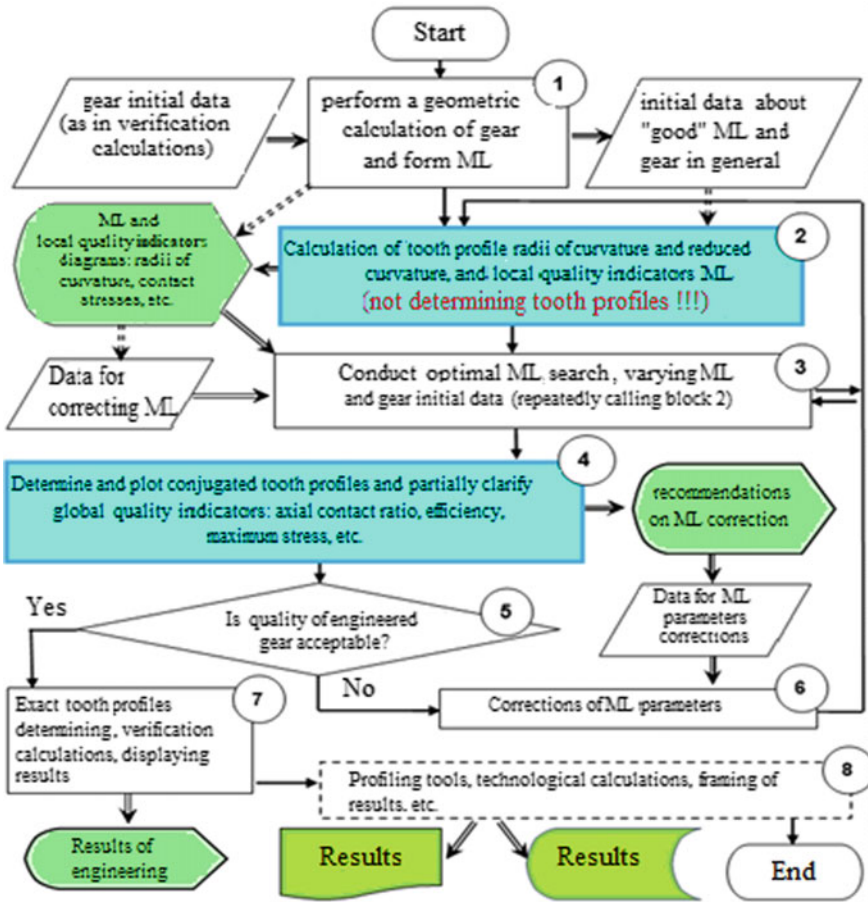 Start
1
gear initial data
(as in verification
calculations)
perform a geometric
calculation of gear
and form ML
initial data about
"good" ML and
gear in general
ML and
local quality indicators
diagrams: radii of
curvature, contact
stresses, etc.
2
Calculation of tooth profile radii of curvature and reduced
curvature, and local quality indicators ML
(not determining tooth profiles !!!)
Data for
correcting ML
3
Conduct optimal ML search, varying ML
and gear initial data (repeatedly calling block 2)
4
Determine and plot conjugated tooth profiles and partially clarify
global quality indicators: axial contact ratio, efficiency,
maximum stress, etc.
recommendations
on ML correction
Yes
5
Is quality of engineered
gear acceptable?
Data for ML
parameters
corrections
No
6
Corrections of ML parameters
7
Exact tooth profiles
determining, verification
calculations, displaying
results
8
Profiling tools, technological calculations, framing of
results. etc.
Results of
engineering
Results
Results
End